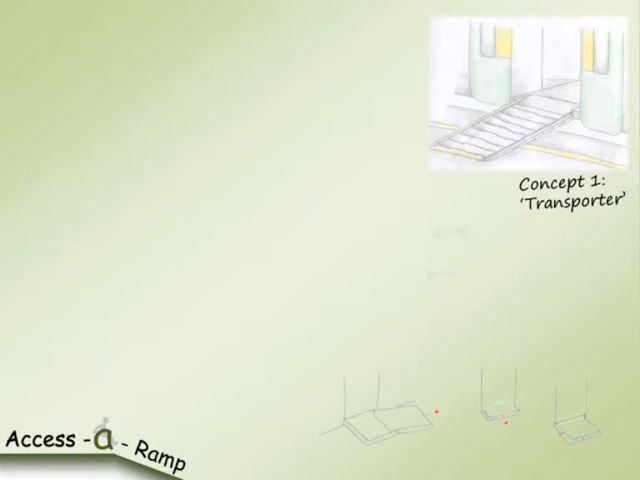 Concept 1:
‘Transporter’
Access - a - Ramp